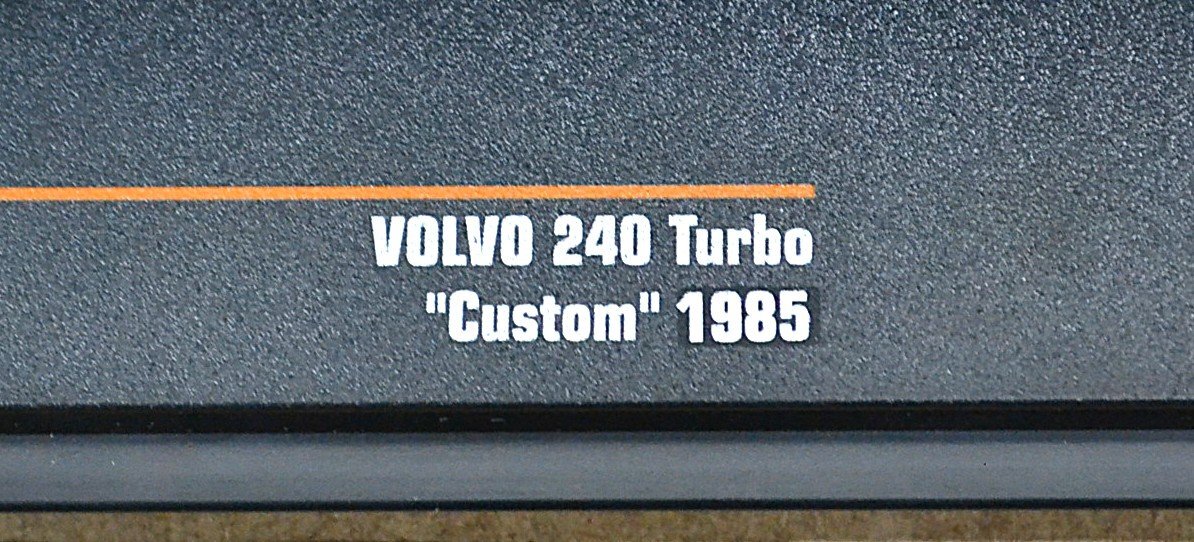 VOLVO 240 Turbo
"Custom" 1985